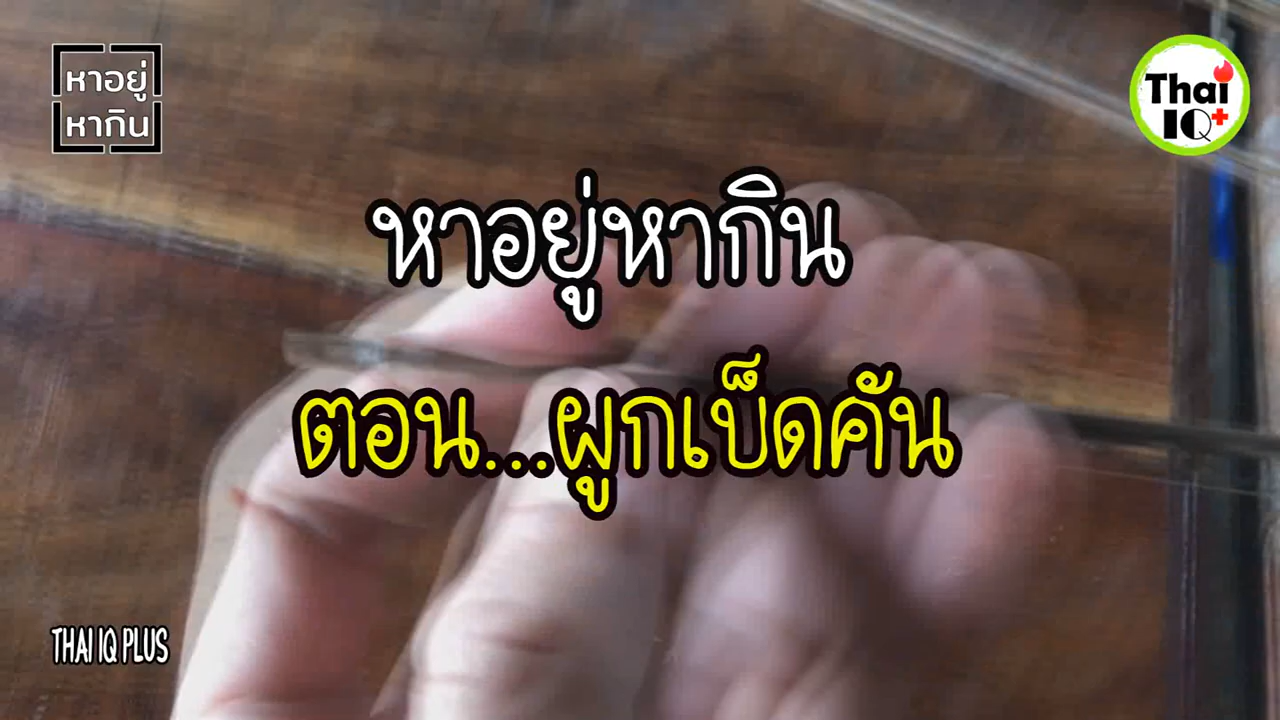 หาอยู่
หากิน
Thai
IQ+
หาอยู่หากิน
ตอน...ผูกเบ็ดคัน
THAI IQ PLUS